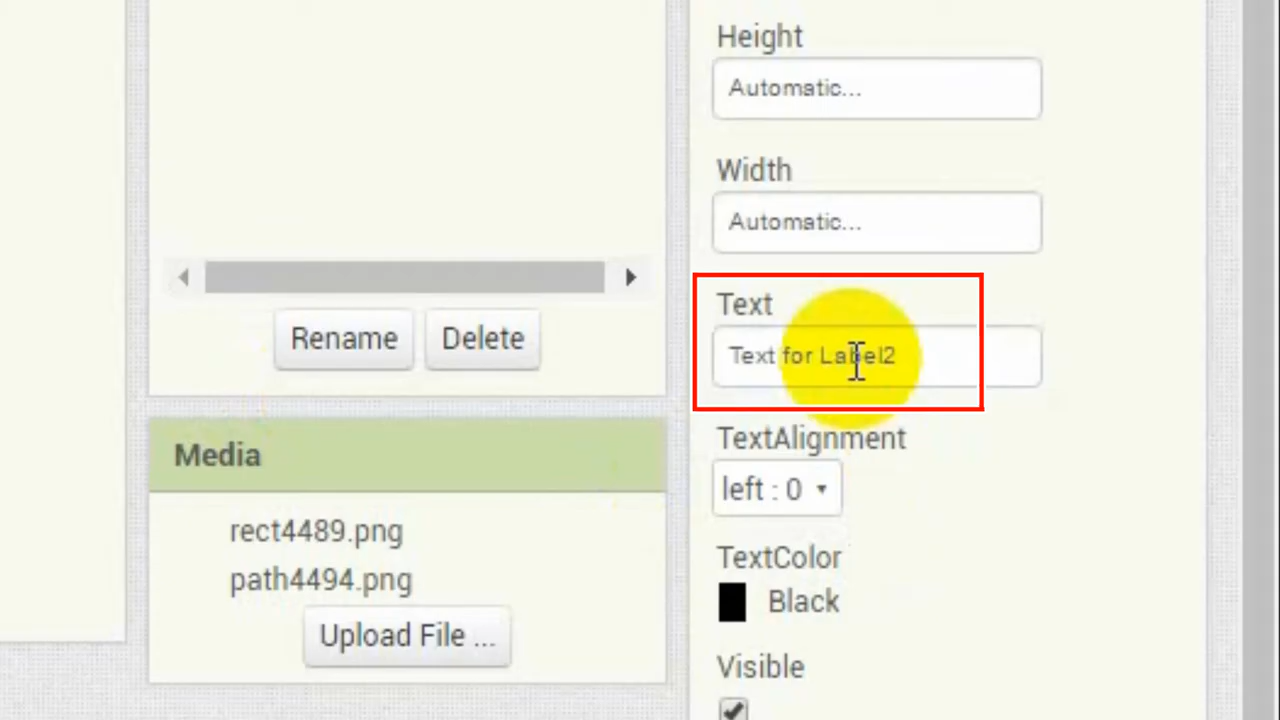 Rename
Delete
Media
rect4489.png
path4494.png
Upload File ...
Height
Automatic...
Width
Automatic...
Text
Text for Label2
TextAlignment
left : 0
TextColor
Black
Visible